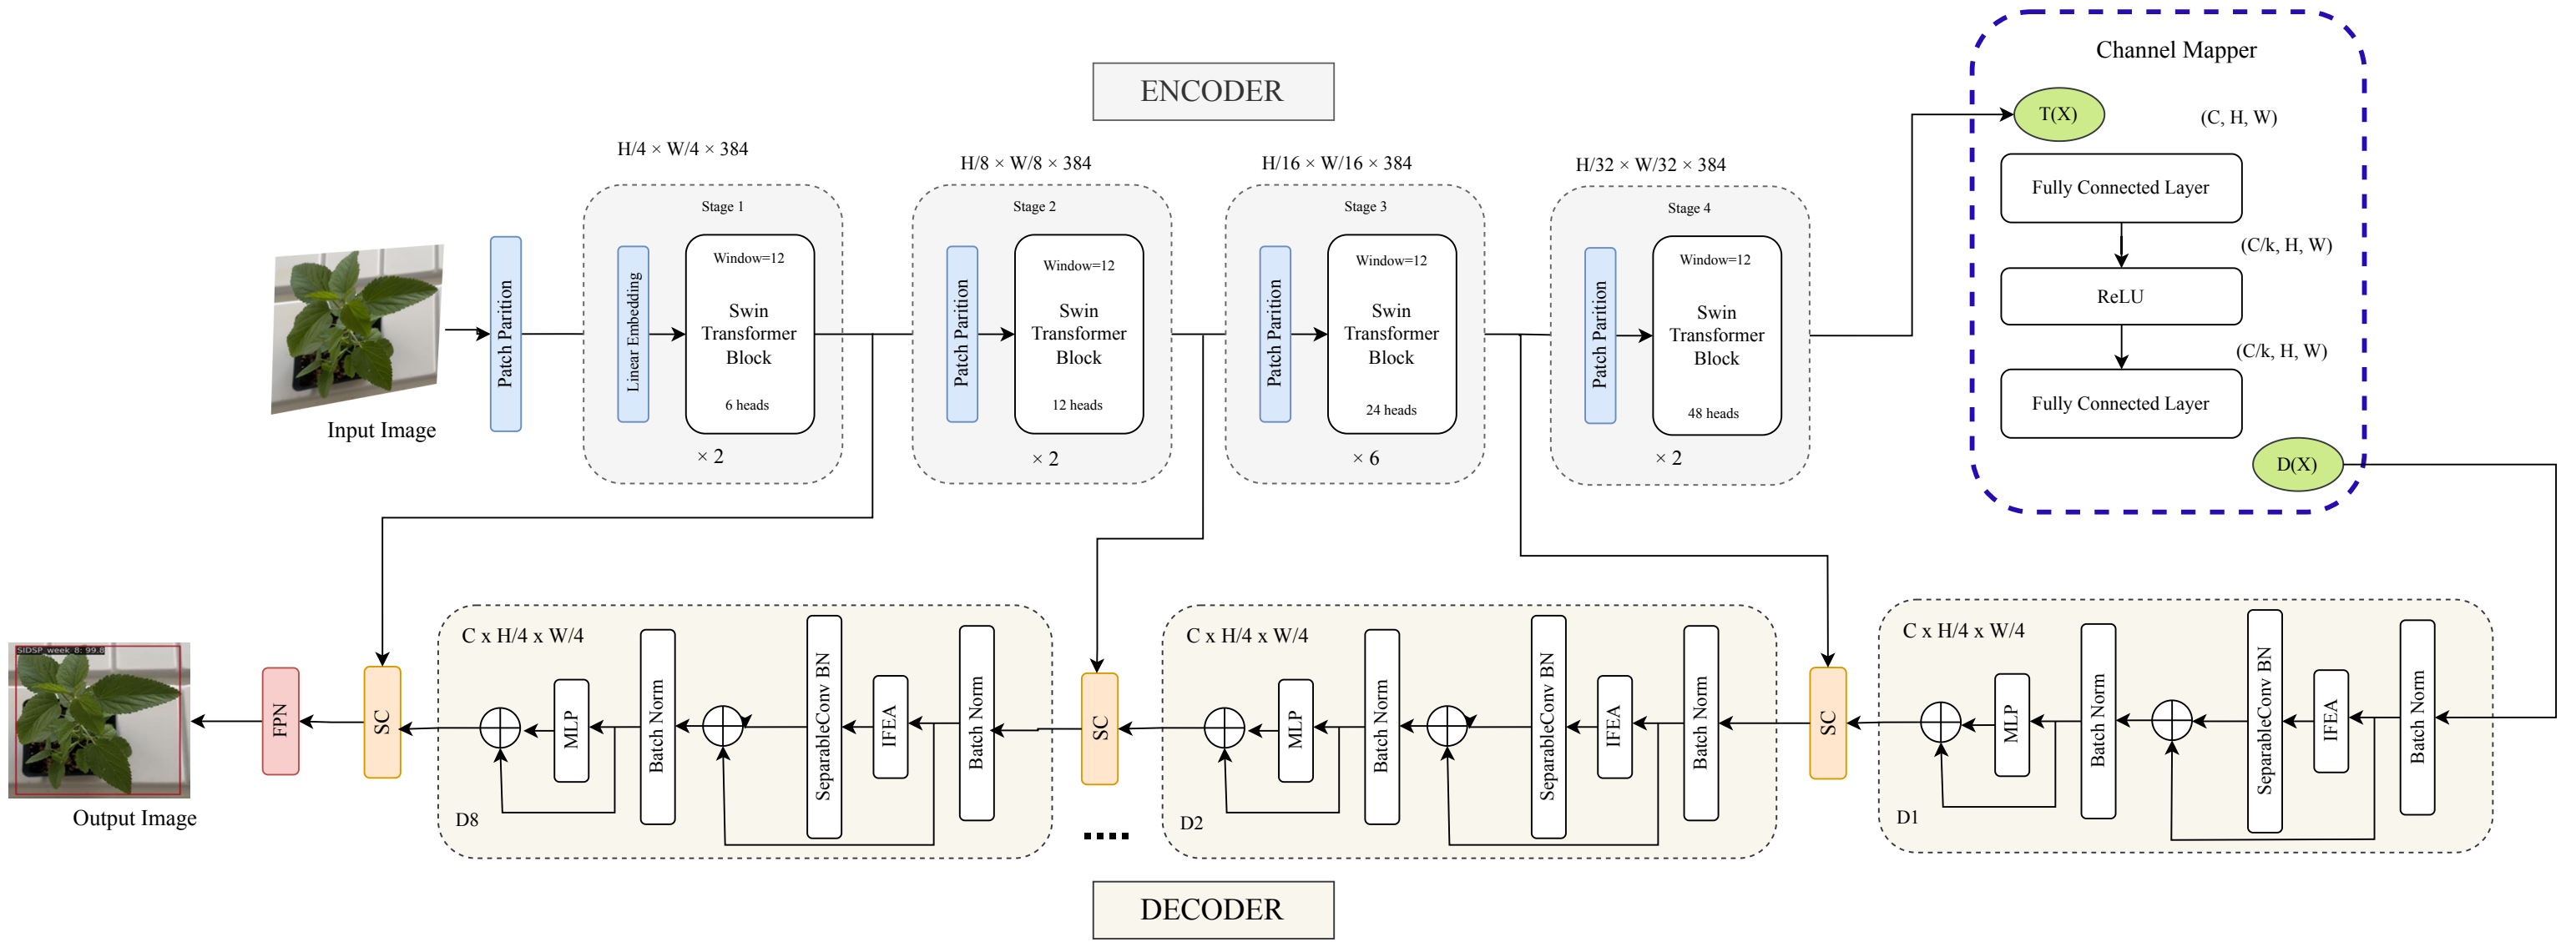 Channel Mapper
ENCODER
T(X)
(C, H, W)
H/4 × W/4 × 384
H/8 × W/8 × 384
H/16 × W/16 × 384
H/32 × W/32 × 384
Fully Connected Layer
Stage 1
Stage 2
Stage 3
Stage 4
(C/k, H, W)
Patch Parition
Linear Embedding
Window=12
Swin
Transformer
Block
6 heads
× 2
Patch Parition
Window=12
Swin
Transformer
Block
12 heads
× 2
Patch Parition
Window=12
Swin
Transformer
Block
24 heads
× 6
Patch Parition
Window=12
Swin
Transformer
Block
48 heads
× 2
ReLU
(C/k, H, W)
Fully Connected Layer
D(X)
Input Image
SIDSP_week_8: 99.8
Output Image
FPN
SC
C x H/4 x W/4
MLP
Batch Norm
SeparableConv BN
IFEA
Batch Norm
D8
SC
C x H/4 x W/4
MLP
Batch Norm
SeparableConv BN
IFEA
Batch Norm
D2
SC
C x H/4 x W/4
MLP
Batch Norm
SeparableConv BN
IFEA
Batch Norm
D1
DECODER